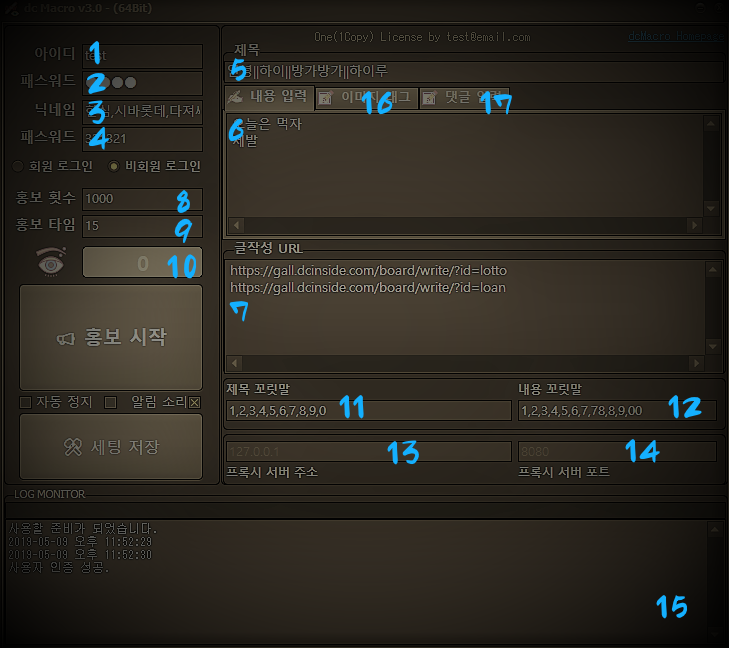 dc Macro v3.0 - (64Bit)
One(1Copy) License by test@email.com
dcMacro Homepage
아이디
1
test
패스워드
2
닉네임
3
패스워드
4
회원 로그인
비회원 로그인
홍보 횟수
1000
8
홍보 타임
15
9
0
10
홍보 시작
자동 정지
알림 소리
세팅 저장
제목
5
||하이||방가방가||하이루
내용 입력
16
댓글
17
6
먹자
글작성 URL
https://gall.dcinside.com/board/write/?id=lotto
https://gall.dcinside.com/board/write/?id=loan
7
제목 꼬릿말
내용 꼬릿말
1,2,3,4,5,6,7,8,9,0
11
1,2,3,4,5,6,7,78,8,9,00
12
127.0.0.1
13
8080
14
프록시 서버 주소
프록시 서버 포트
LOG MONITOR
사용할 준비가 되었습니다.
2019-05-09 오후 11:52:29
2019-05-09 오후 11:52:30
사용자 인증 성공.
15